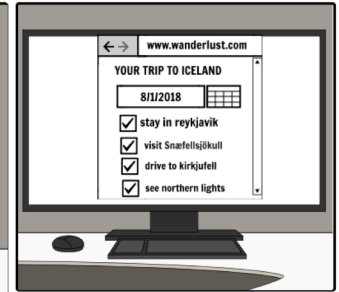 www.wanderlust.com
YOUR TRIP TO ICELAND
8/1/2018
stay in reykjavik
visit Snæfellsjökull
drive to kirkjufell
see northern lights